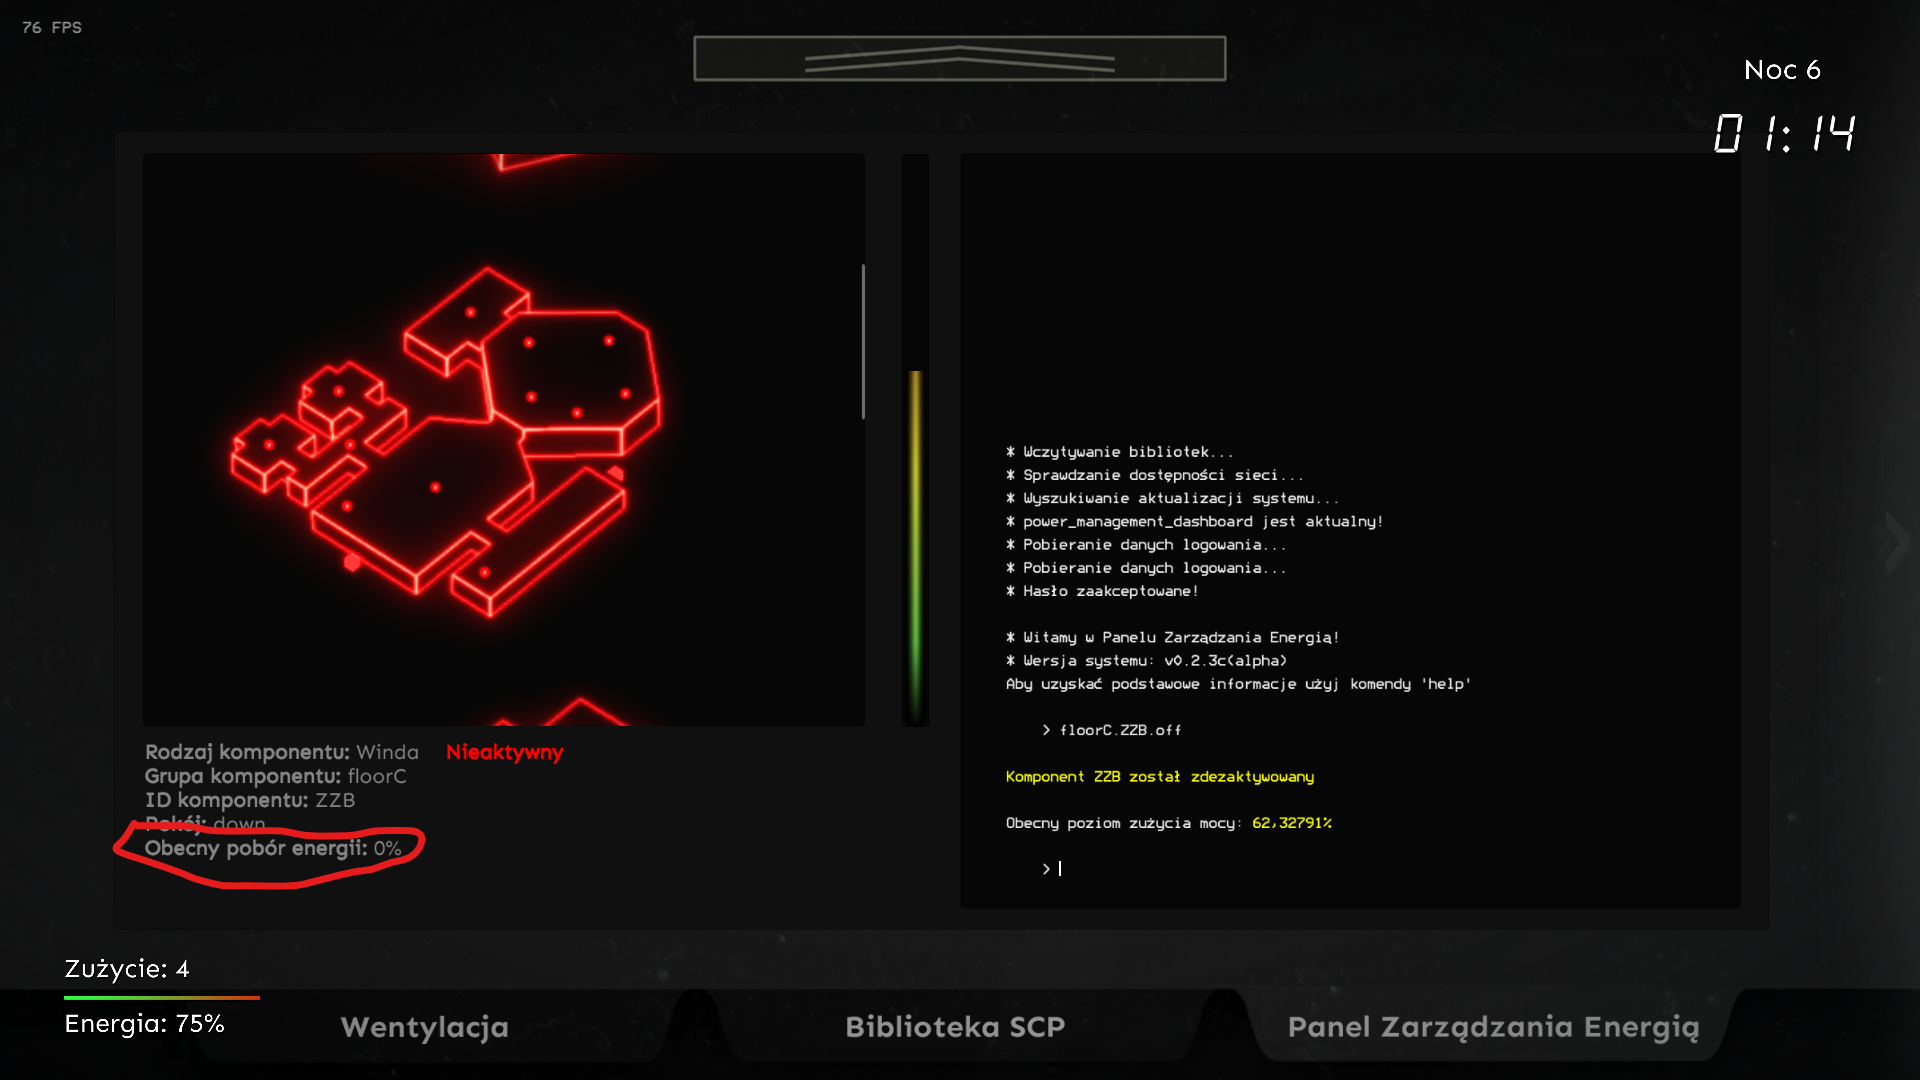 76 FPS
Noc 6
01:14
* Wczytywanie bibliotek...
* Sprawdzanie dostępności sieci...
* Wyszukiwanie aktualizacji systemu...
* power_management_dashboard jest aktualny!
* Pobieranie danych logowania...
* Pobieranie danych logowania...
* Hasło zaakceptowane!
* Witamy w Panelu Zarządzania Energią!
* Wersja systemu: v0.2.3c(alpha)
Aby uzyskać podstawowe informacje użyj komendy 'help'
> floorC.ZZB.off
Komponent ZZB został zdezaktywowany
Obecny poziom zużycia mocy: 62,32791%
>
Rodzaj komponentu: Winda Nieaktywny
Grupa komponentu: floorC
ID komponentu: ZZB
Pokój: down
Obecny pobór energii: 0%
Zużycie: 4
Energia: 75%
Wentylacja
Biblioteka SCP
Panel Zarządzania Energią